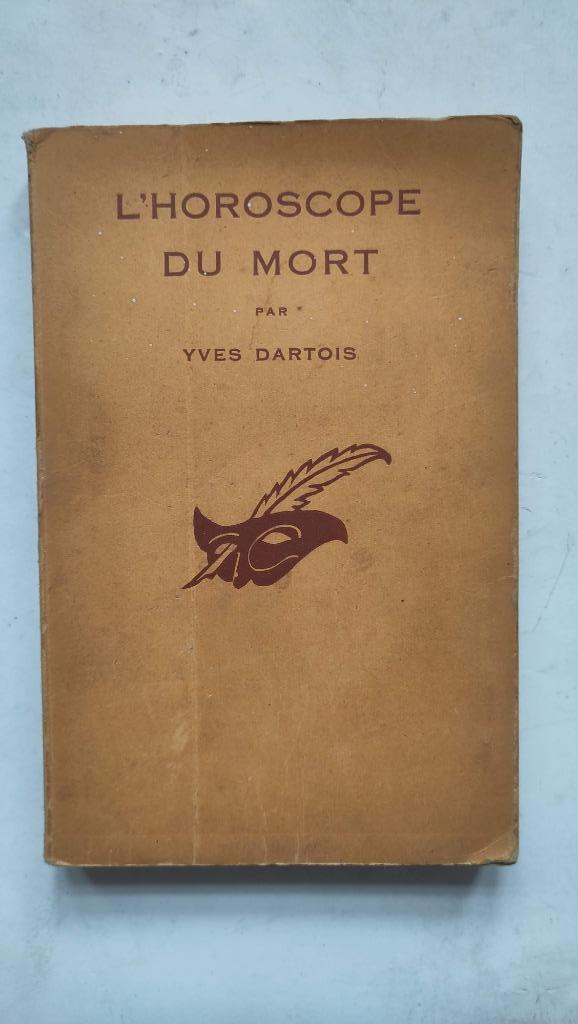 L'HOROSCOPE
DU MORT
PAR
YVES DARTOIS